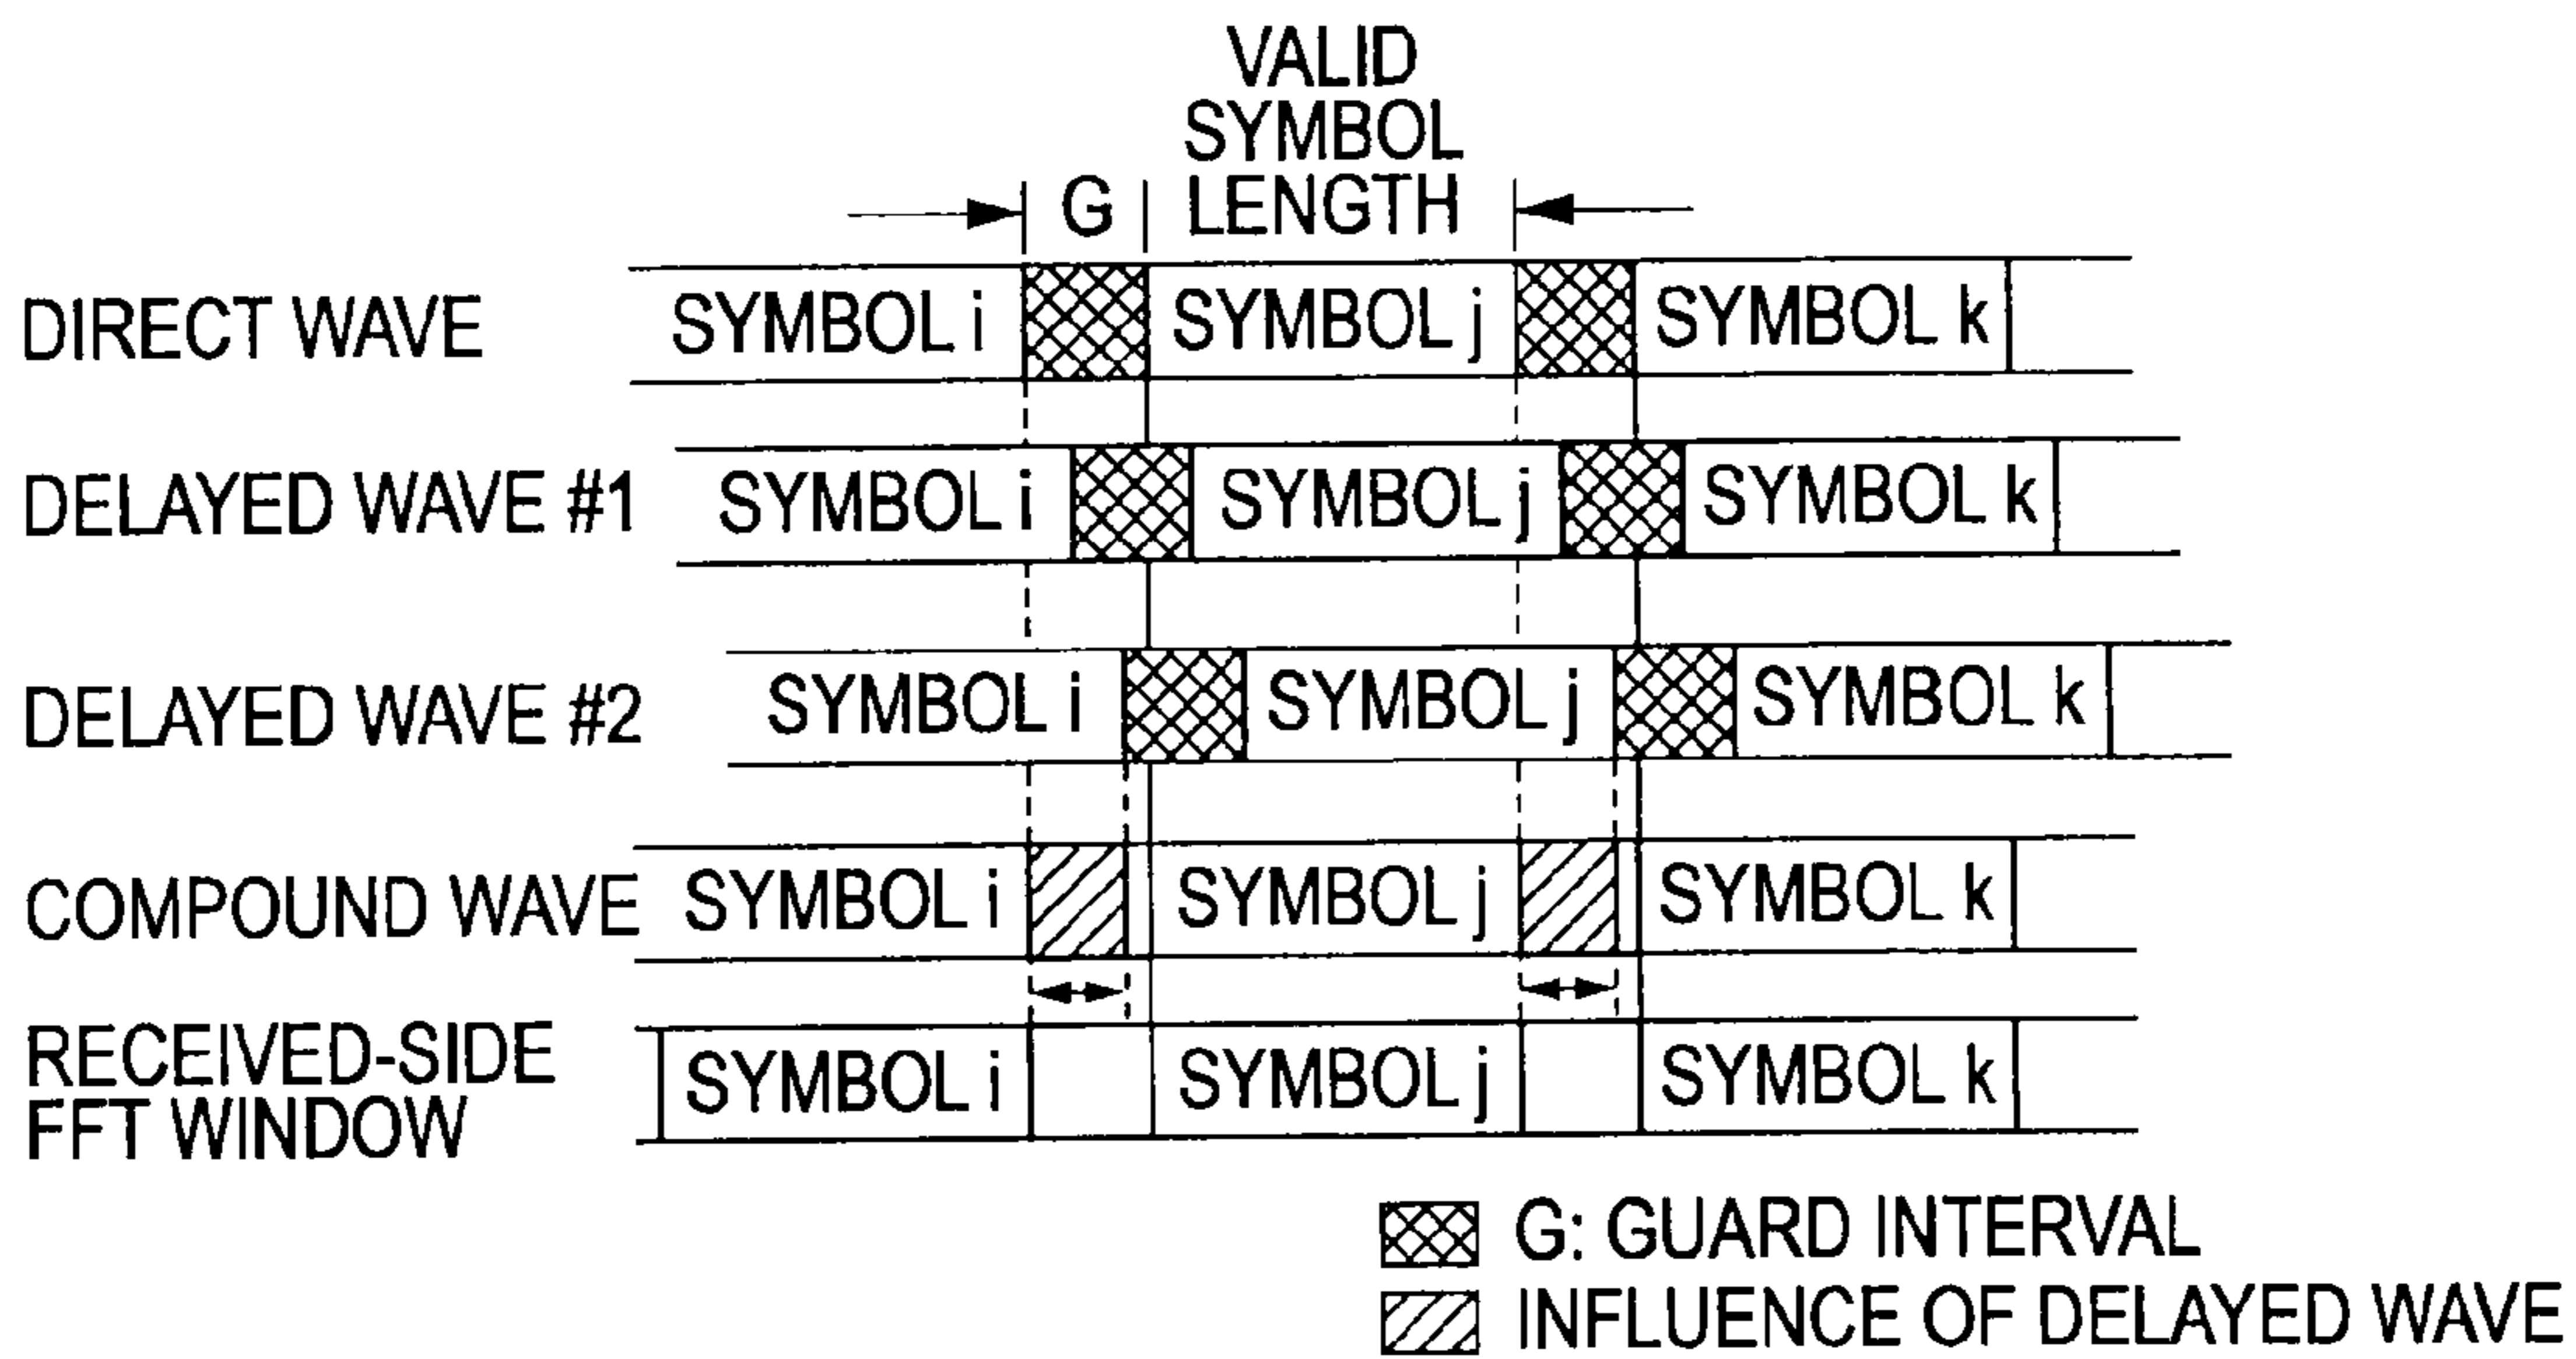 VALID
SYMBOL
G LENGTH
DIRECT WAVE SYMBOL i SYMBOL j SYMBOL k
DELAYED WAVE #1 SYMBOL i SYMBOL j SYMBOL k
DELAYED WAVE #2 SYMBOL i SYMBOL j SYMBOL k
COMPOUND WAVE SYMBOL i SYMBOL j SYMBOL k
RECEIVED-SIDE
FFT WINDOW SYMBOL i SYMBOL j SYMBOL k
G: GUARD INTERVAL
INFLUENCE OF DELAYED WAVE